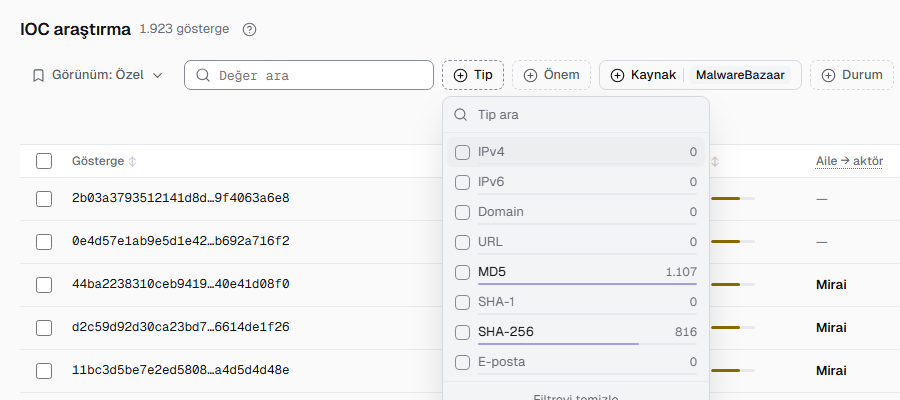 IOC araştırma 1.923 gösterge
Görünüm: Özel Değer ara Tip Önem Kaynak MalwareBazaar Durum
Tip ara
Gösterge Aile → aktör
IPv4 0
IPv6 0
Domain 0
URL 0
MD5 1.107
SHA-1 0
SHA-256 816
E-posta 0
Filtreyi temizle
2b03a3793512141d8d…9f4063a6e8 —
0e4d57e1ab9e5d1e42…b692a716f2 —
44ba2238310ceb9419…40e41d08f0 Mirai
d2c59d92d30ca23bd7…6614de1f26 Mirai
11bc3d5be7e2ed5808…a4d5d4d48e Mirai